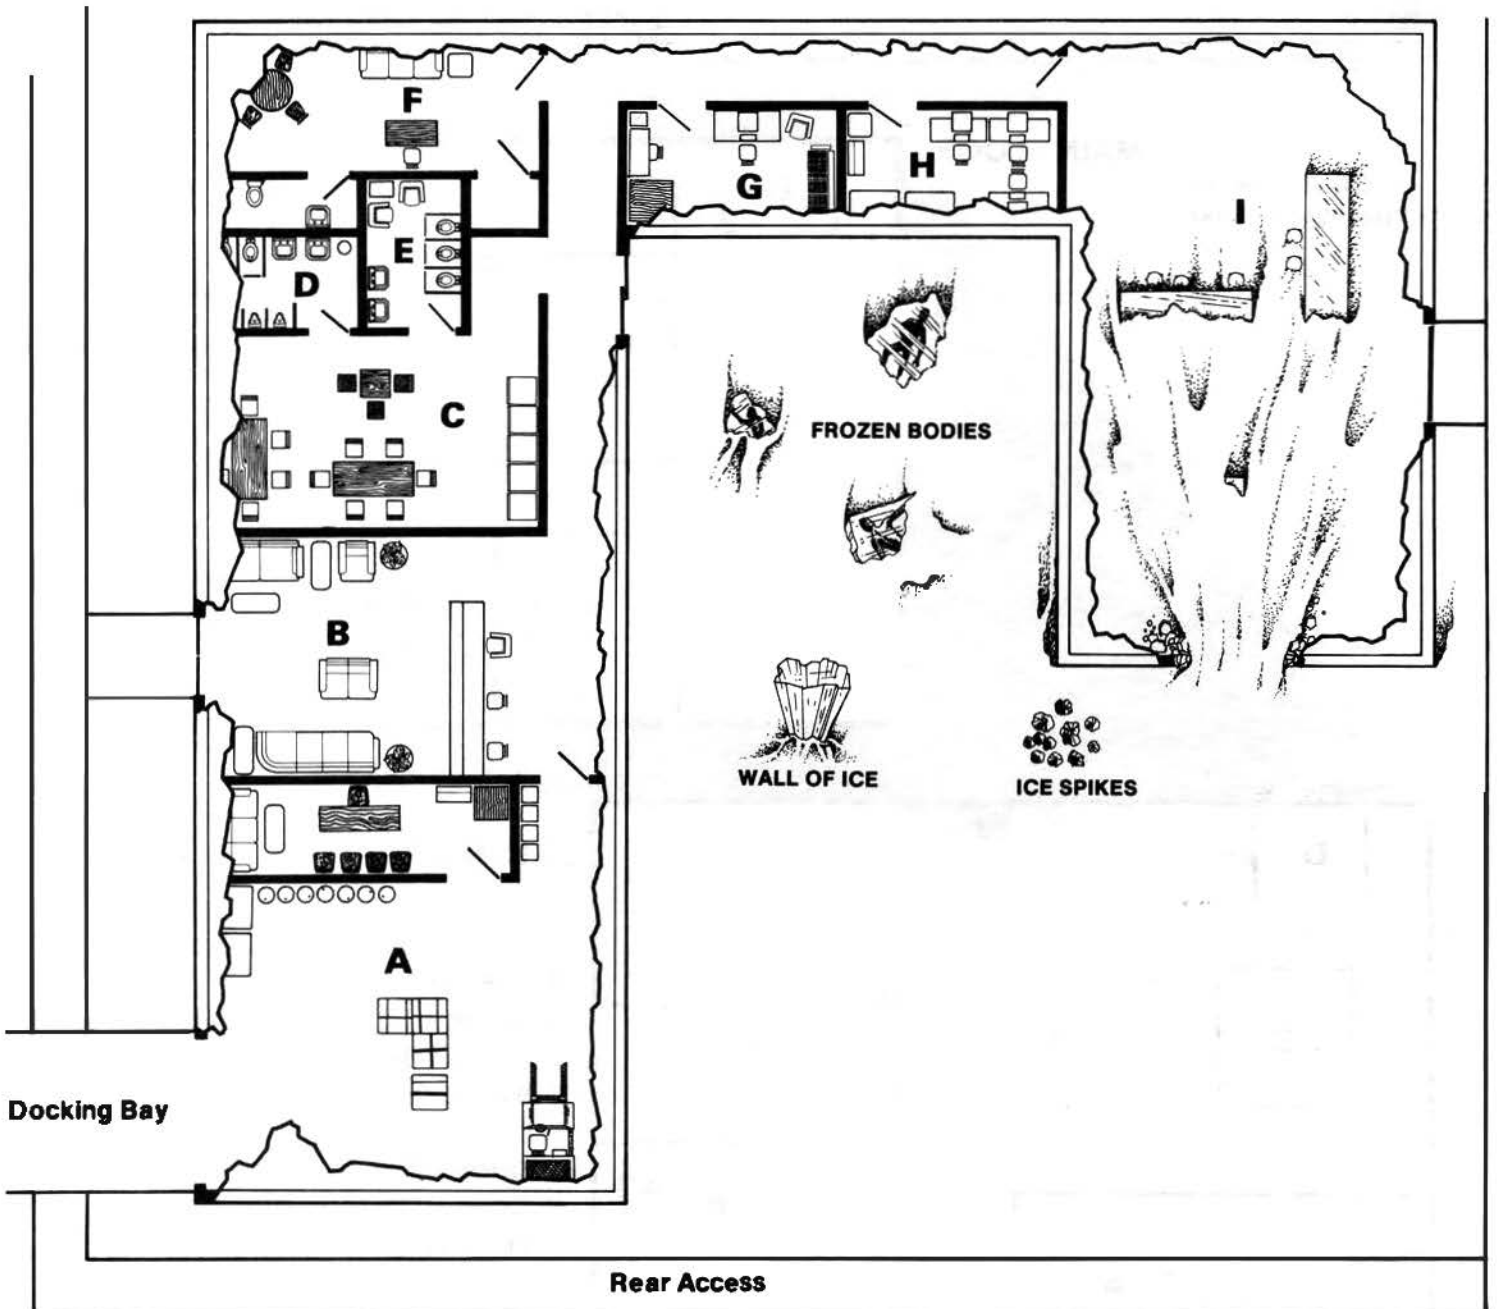 F
G
H
I
E
D
C
FROZEN BODIES
B
WALL OF ICE
ICE SPIKES
A
Docking Bay
Rear Access